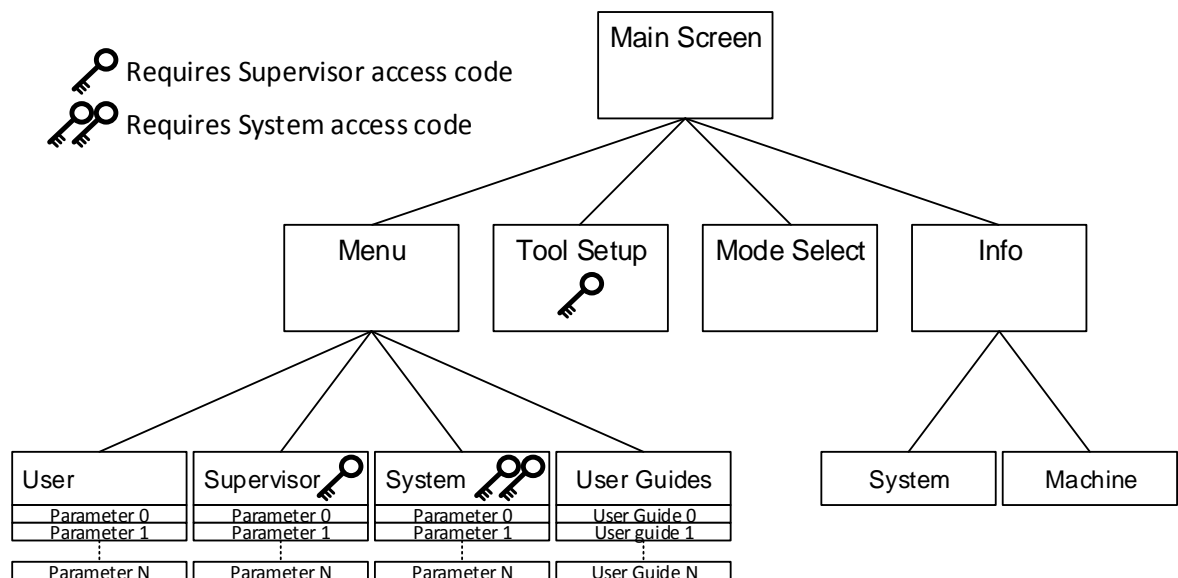 Main Screen
Requires Supervisor access code
Requires System access code
Menu
Tool Setup
Mode Select
Info
User
Supervisor
System
User Guides
System
Machine
Parameter 0
Parameter 0
Parameter 0
User Guide 0
Parameter 1
Parameter 1
Parameter 1
User guide 1
Parameter N
Parameter N
Parameter N
User Guide N